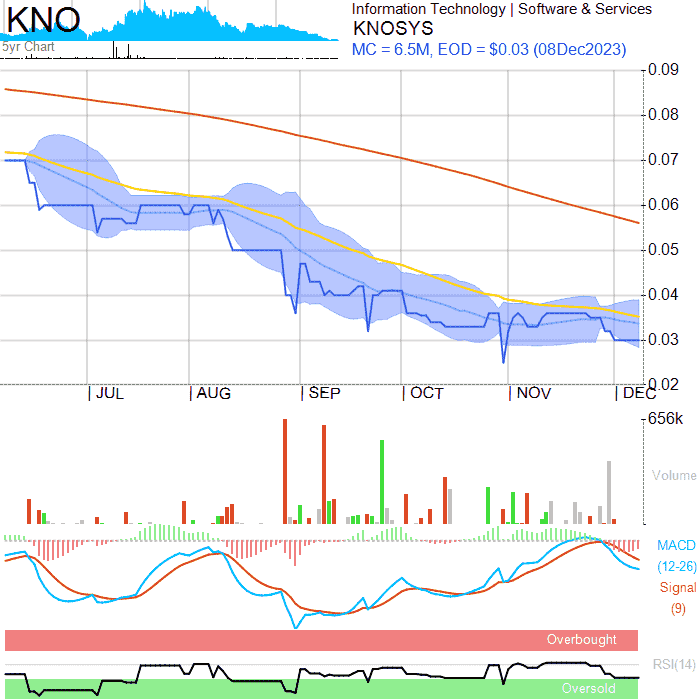 KNO
5yr Chart
Information Technology | Software & Services
KNOSYS
MC = 6.5M, EOD = $0.03 (08Dec2023)
0.09
0.08
0.07
0.06
0.05
0.04
0.03
0.02
JUL AUG SEP OCT NOV DEC
656k
Volume
MACD
(12-26)
Signal
(9)
Overbought
RSI(14)
Oversold